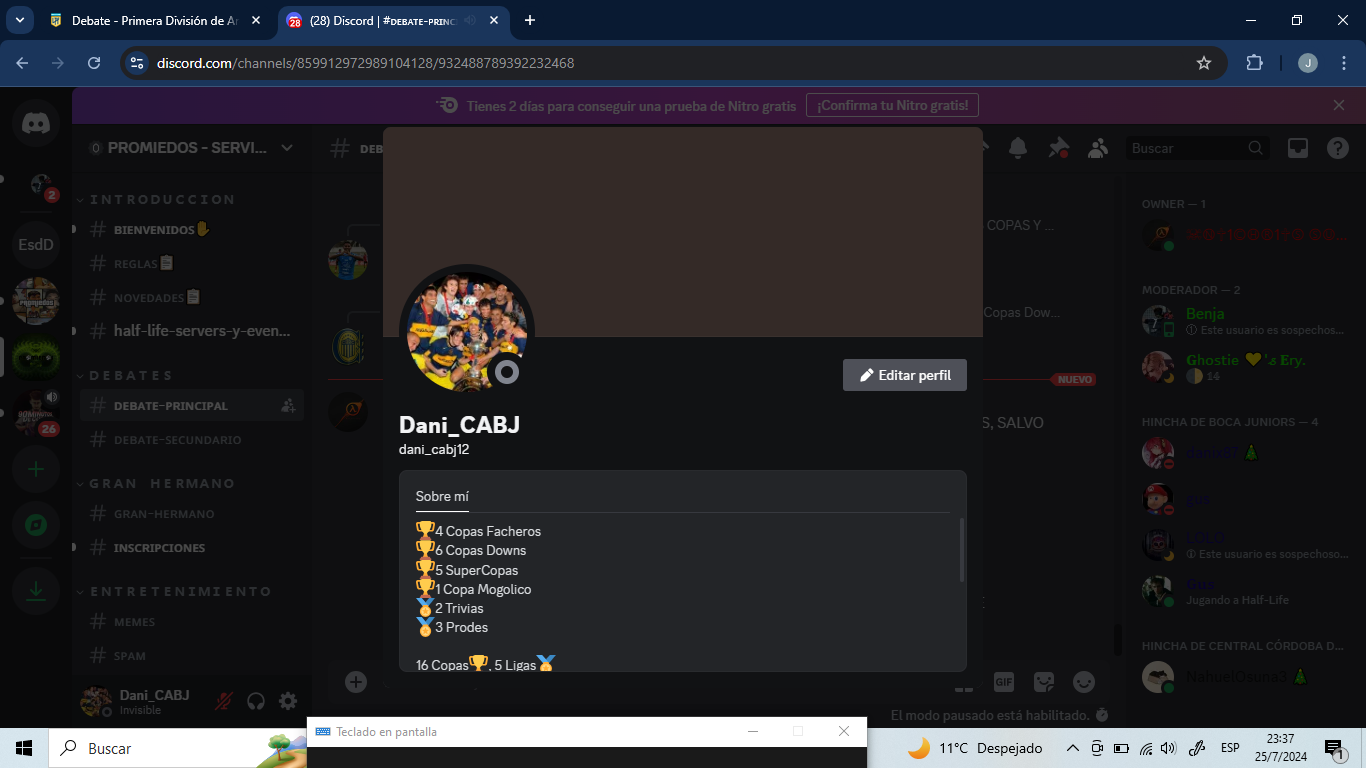 Debate - Primera División de Ar
(28) Discord | #DEBATE-PRINC
discord.com/channels/859912972989104128/932488789392232468
J
Tienes 2 días para conseguir una prueba de Nitro gratis
¡Confirma tu Nitro gratis!
PROMIEDOS - SERVI...
INTRODUCCION
BIENVENIDOS✋
REGLAS📋
NOVEDADES📋
half-life-servers-y-even...
DEBATES
DEBATE-PRINCIPAL
DEBATE-SECUNDARIO
GRAN HERMANO
GRAN-HERMANO
INSCRIPCIONES
ENTRETENIMIENTO
MEMES
SPAM
Dani_CABJ
Invisible
2
EsdD
26
# DEB
Buscar
COPAS Y ...
Copas Dow...
NUEVO
S, SALVO
Editar perfil
Dani_CABJ
dani_cabj12
Sobre mí
🏆4 Copas Facheros
🏆6 Copas Downs
🏆5 SuperCopas
🏆1 Copa Mogolico
🏅2 Trivias
🏅3 Prodes
16 Copas🏆, 5 Ligas🏅
GIF
El modo pausado está habilitado.
OWNER — 1
MODERADOR — 2
Benja
Este usuario es sospechos...
Ghostie 💛's Ery.
14
HINCHA DE BOCA JUNIORS — 4
LOLO
Este usuario es sospechoso...
Jugando a Half-Life
HINCHA DE CENTRAL CÓRDOBA D...
NahuelOsuna3🎄
Teclado en pantalla
Buscar
11°C Despejado
ESP
23:37
25/7/2024
1